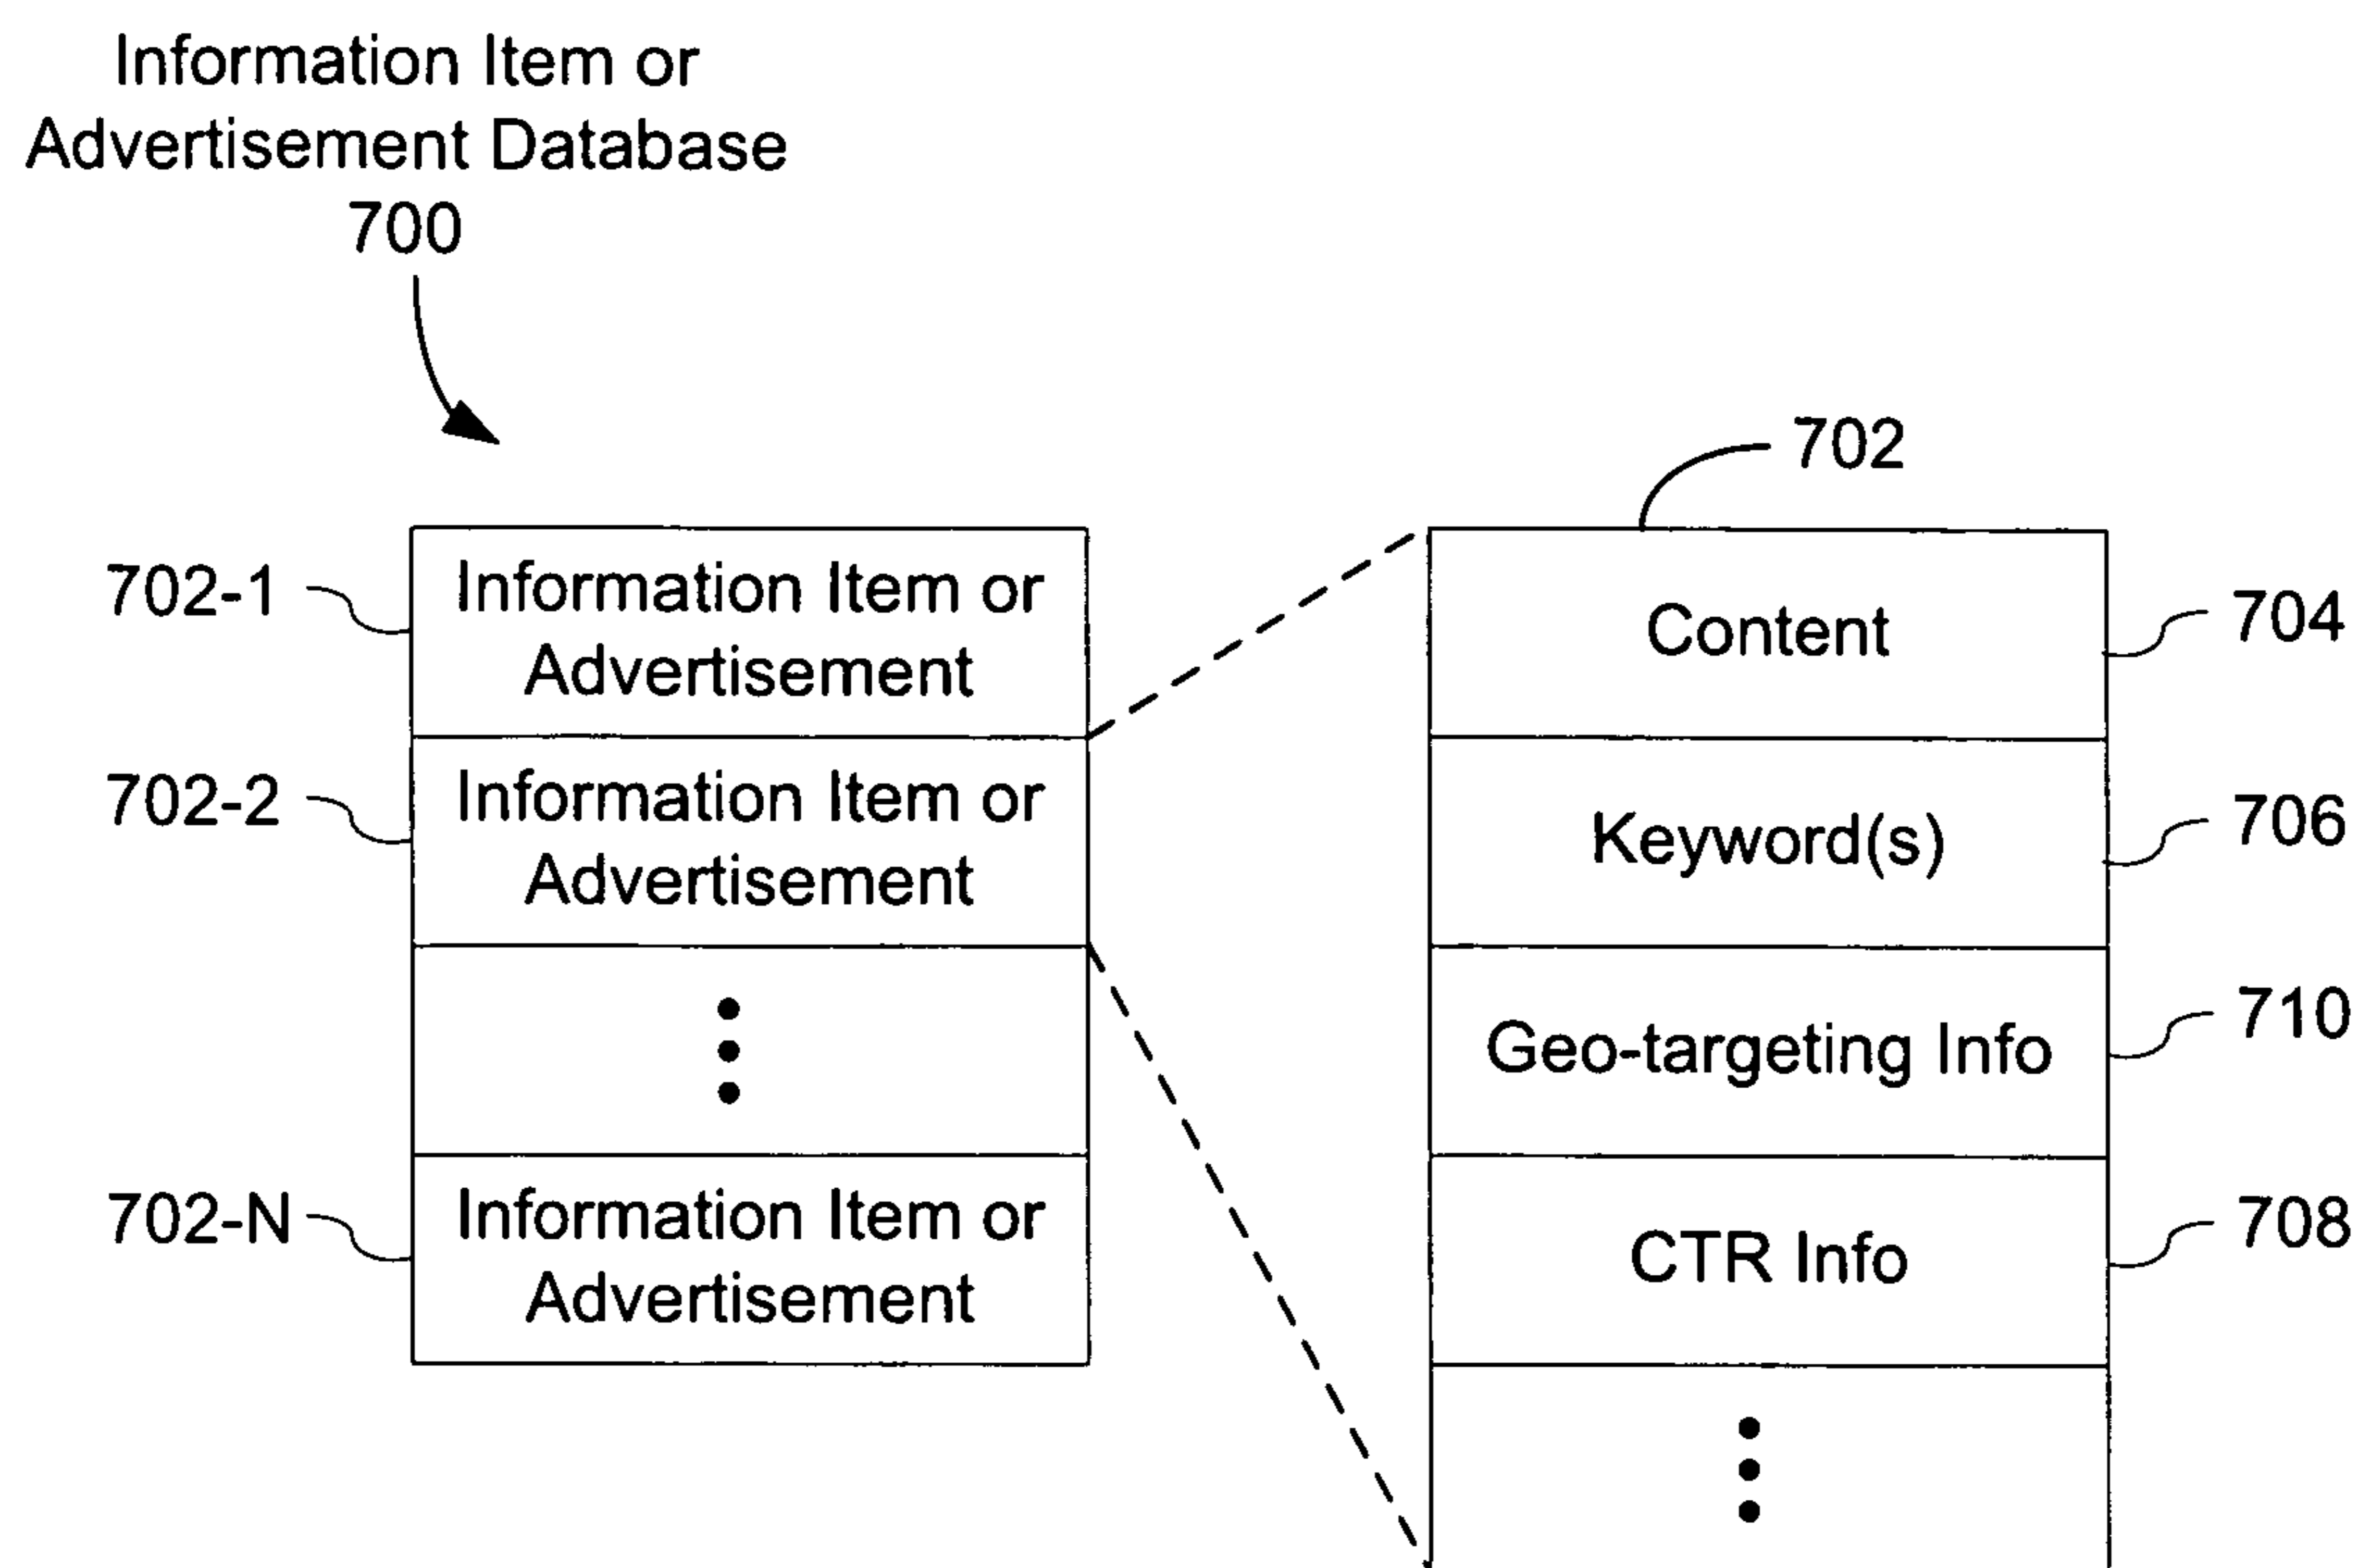 Information Item or
Advertisement Database
700
702
702-1
Information Item or
Advertisement
702-2
Information Item or
Advertisement
702-N
Information Item or
Advertisement
Content
704
Keyword(s)
706
Geo-targeting Info
710
CTR Info
708